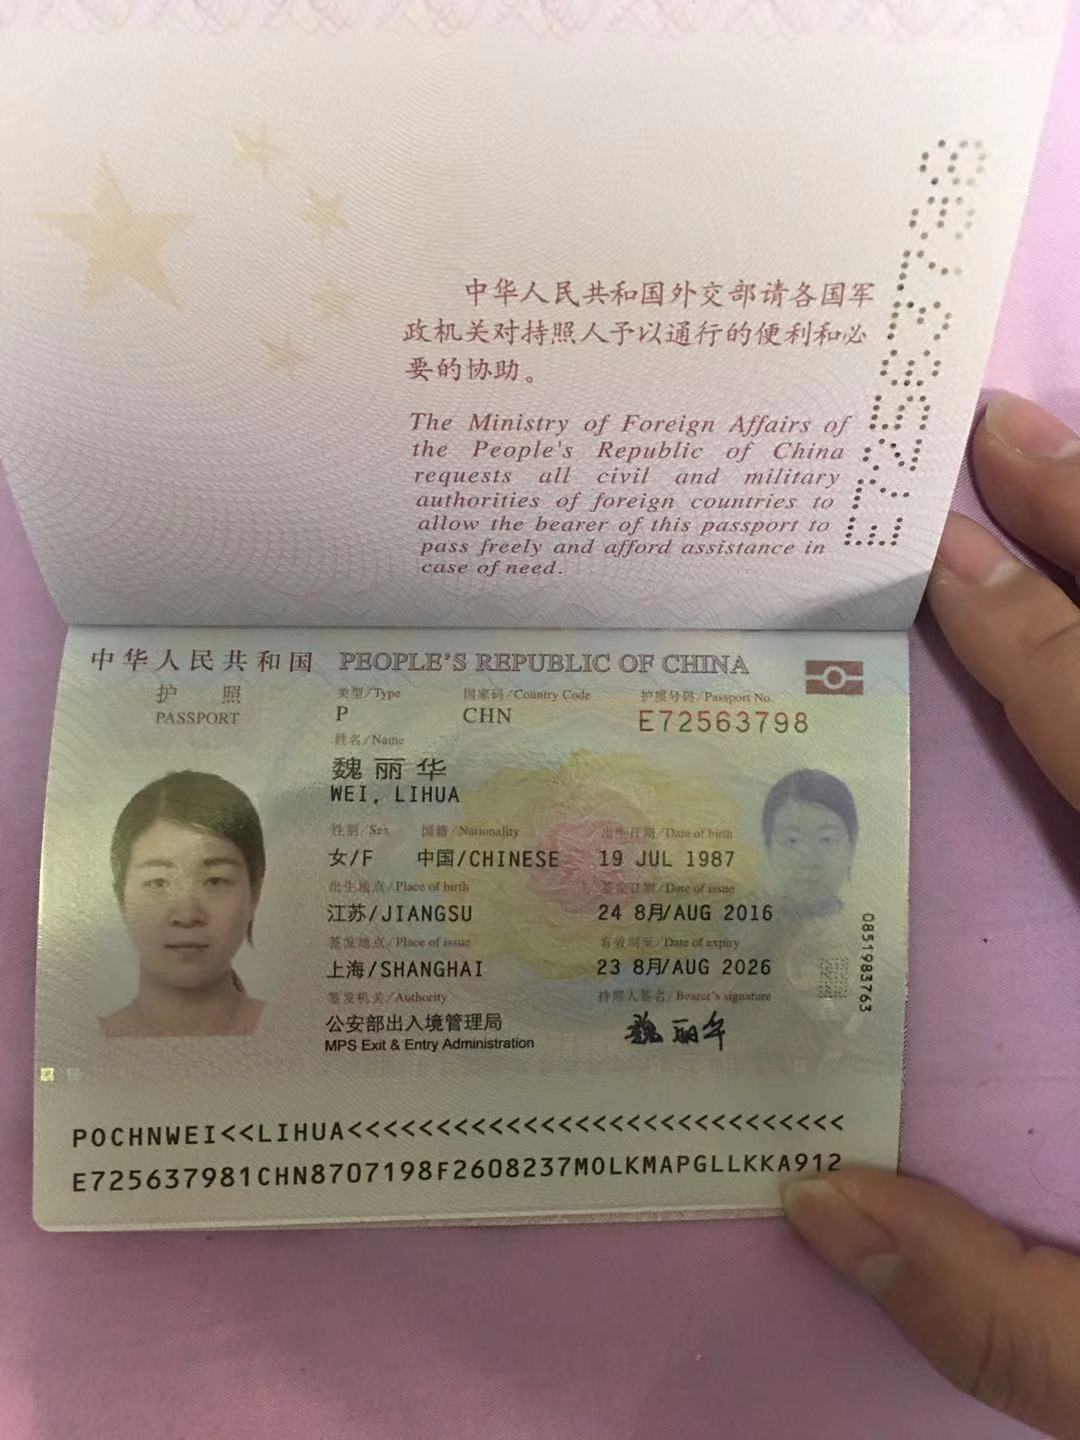 中华人民共和国外交部请各国军
政机关对持照人予以通行的便利和必
要的协助。
The Ministry of Foreign Affairs of
the People's Republic of China
requests all civil and military
authorities of foreign countries to
allow the bearer of this passport to
pass freely and afford assistance in
case of need.
E72563798
中华人民共和国 PEOPLE'S REPUBLIC OF CHINA
护 照
PASSPORT
类型/Type 国家码/Country Code 护照号码/Passport No.
P CHN E72563798
姓名/Name
魏丽华
WEI, LIHUA
性别/Sex 国籍/Nationality 出生日期/Date of birth
女/F 中国/CHINESE 19 JUL 1987
出生地点/Place of birth 签发日期/Date of issue
江苏/JIANGSU 24 8月/AUG 2016
签发地点/Place of issue 有效期至/Date of expiry
上海/SHANGHAI 23 8月/AUG 2026
签发机关/Authority 持照人签名/Bearer's signature
公安部出入境管理局 魏丽华
MPS Exit & Entry Administration
0851983763
POCHNWEI<<LIHUA<<<<<<<<<<<<<<<<<<<<<<<<<<<<<
E725637981CHN8707198F2608237MOLKMAPGLLKKA912